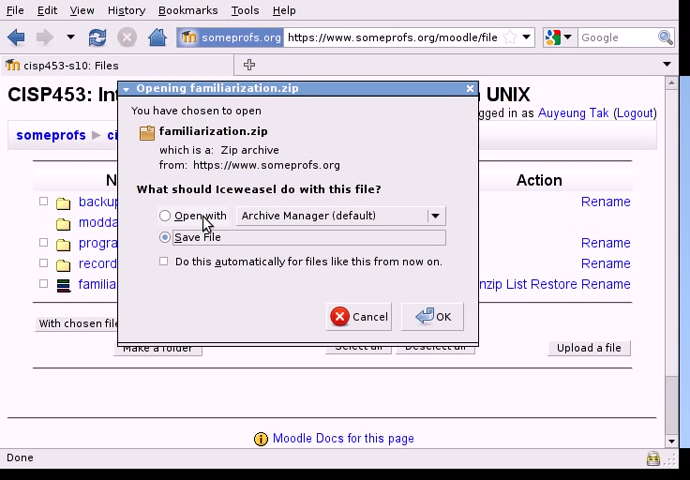 File Edit View History Bookmarks Tools Help
someprofs.org https://www.someprofs.org/moodle/file Google
cisp453-s10: Files
Opening familiarization.zip
CISP453: Int UNIX
You have chosen to open
gged in as Auyeung Tak (Logout)
familiarization.zip
someprofs ► ci
which is a: Zip archive
from: https://www.someprofs.org
What should Iceweasel do with this file?
N Action
backup Rename
Open with Archive Manager (default)
modda
Save File
progra Rename
Do this automatically for files like this from now on.
record Rename
familia nzip List Restore Rename
Cancel OK
With chosen file
Make a folder Select all Deselect all Upload a file
Moodle Docs for this page
Done